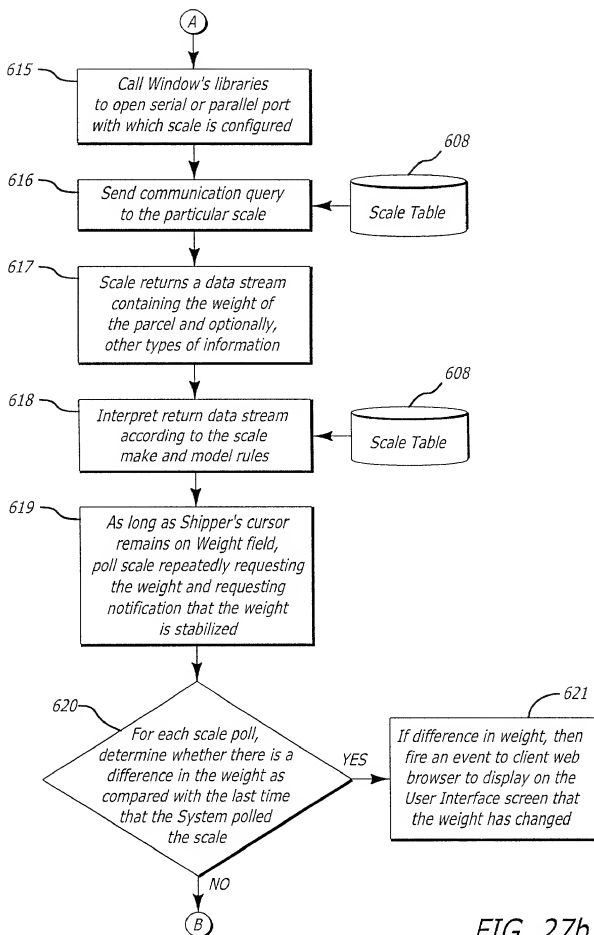 A
615
Call Window's libraries
to open serial or parallel port
with which scale is configured
608
616
Send communication query
to the particular scale
Scale Table
617
Scale returns a data stream
containing the weight of
the parcel and optionally,
other types of information
608
618
Interpret return data stream
according to the scale
make and model rules
Scale Table
619
As long as Shipper's cursor
remains on Weight field,
poll scale repeatedly requesting
the weight and requesting
notification that the weight
is stabilized
620
For each scale poll,
determine whether there is a
difference in the weight as
compared with the last time
that the System polled
the scale
YES
621
If difference in weight, then
fire an event to client web
browser to display on the
User Interface screen that
the weight has changed
NO
B
FIG. 27b